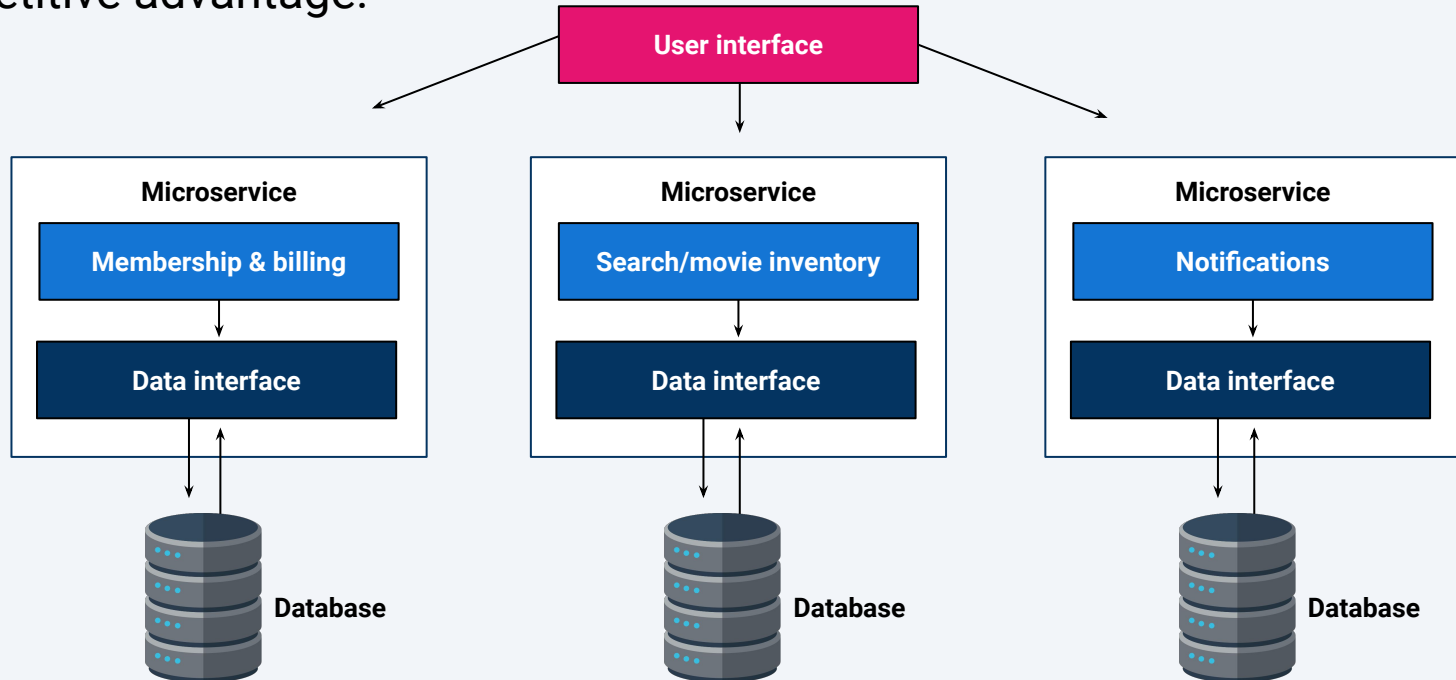 advantage.
User interface
Microservice
Microservice
Microservice
Membership & billing
Search/movie inventory
Notifications
Data interface
Data interface
Data interface
Database
Database
Database